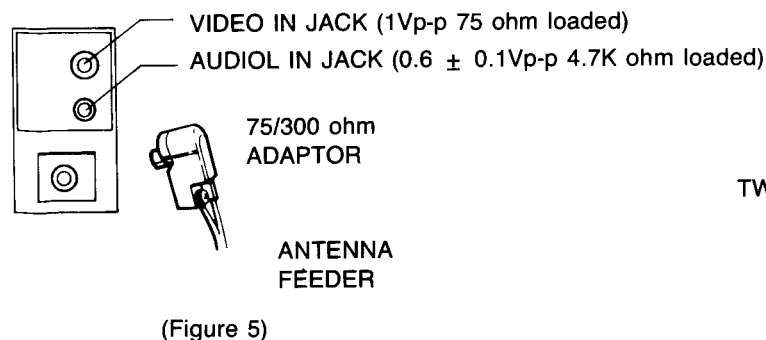 VIDEO IN JACK (1Vp-p 75 ohm loaded)
AUDIOL IN JACK (0.6 ± 0.1Vp-p 4.7K ohm loaded)
75/300 ohm
ADAPTOR
TW
ANTENNA
FEEDER
(Figure 5)